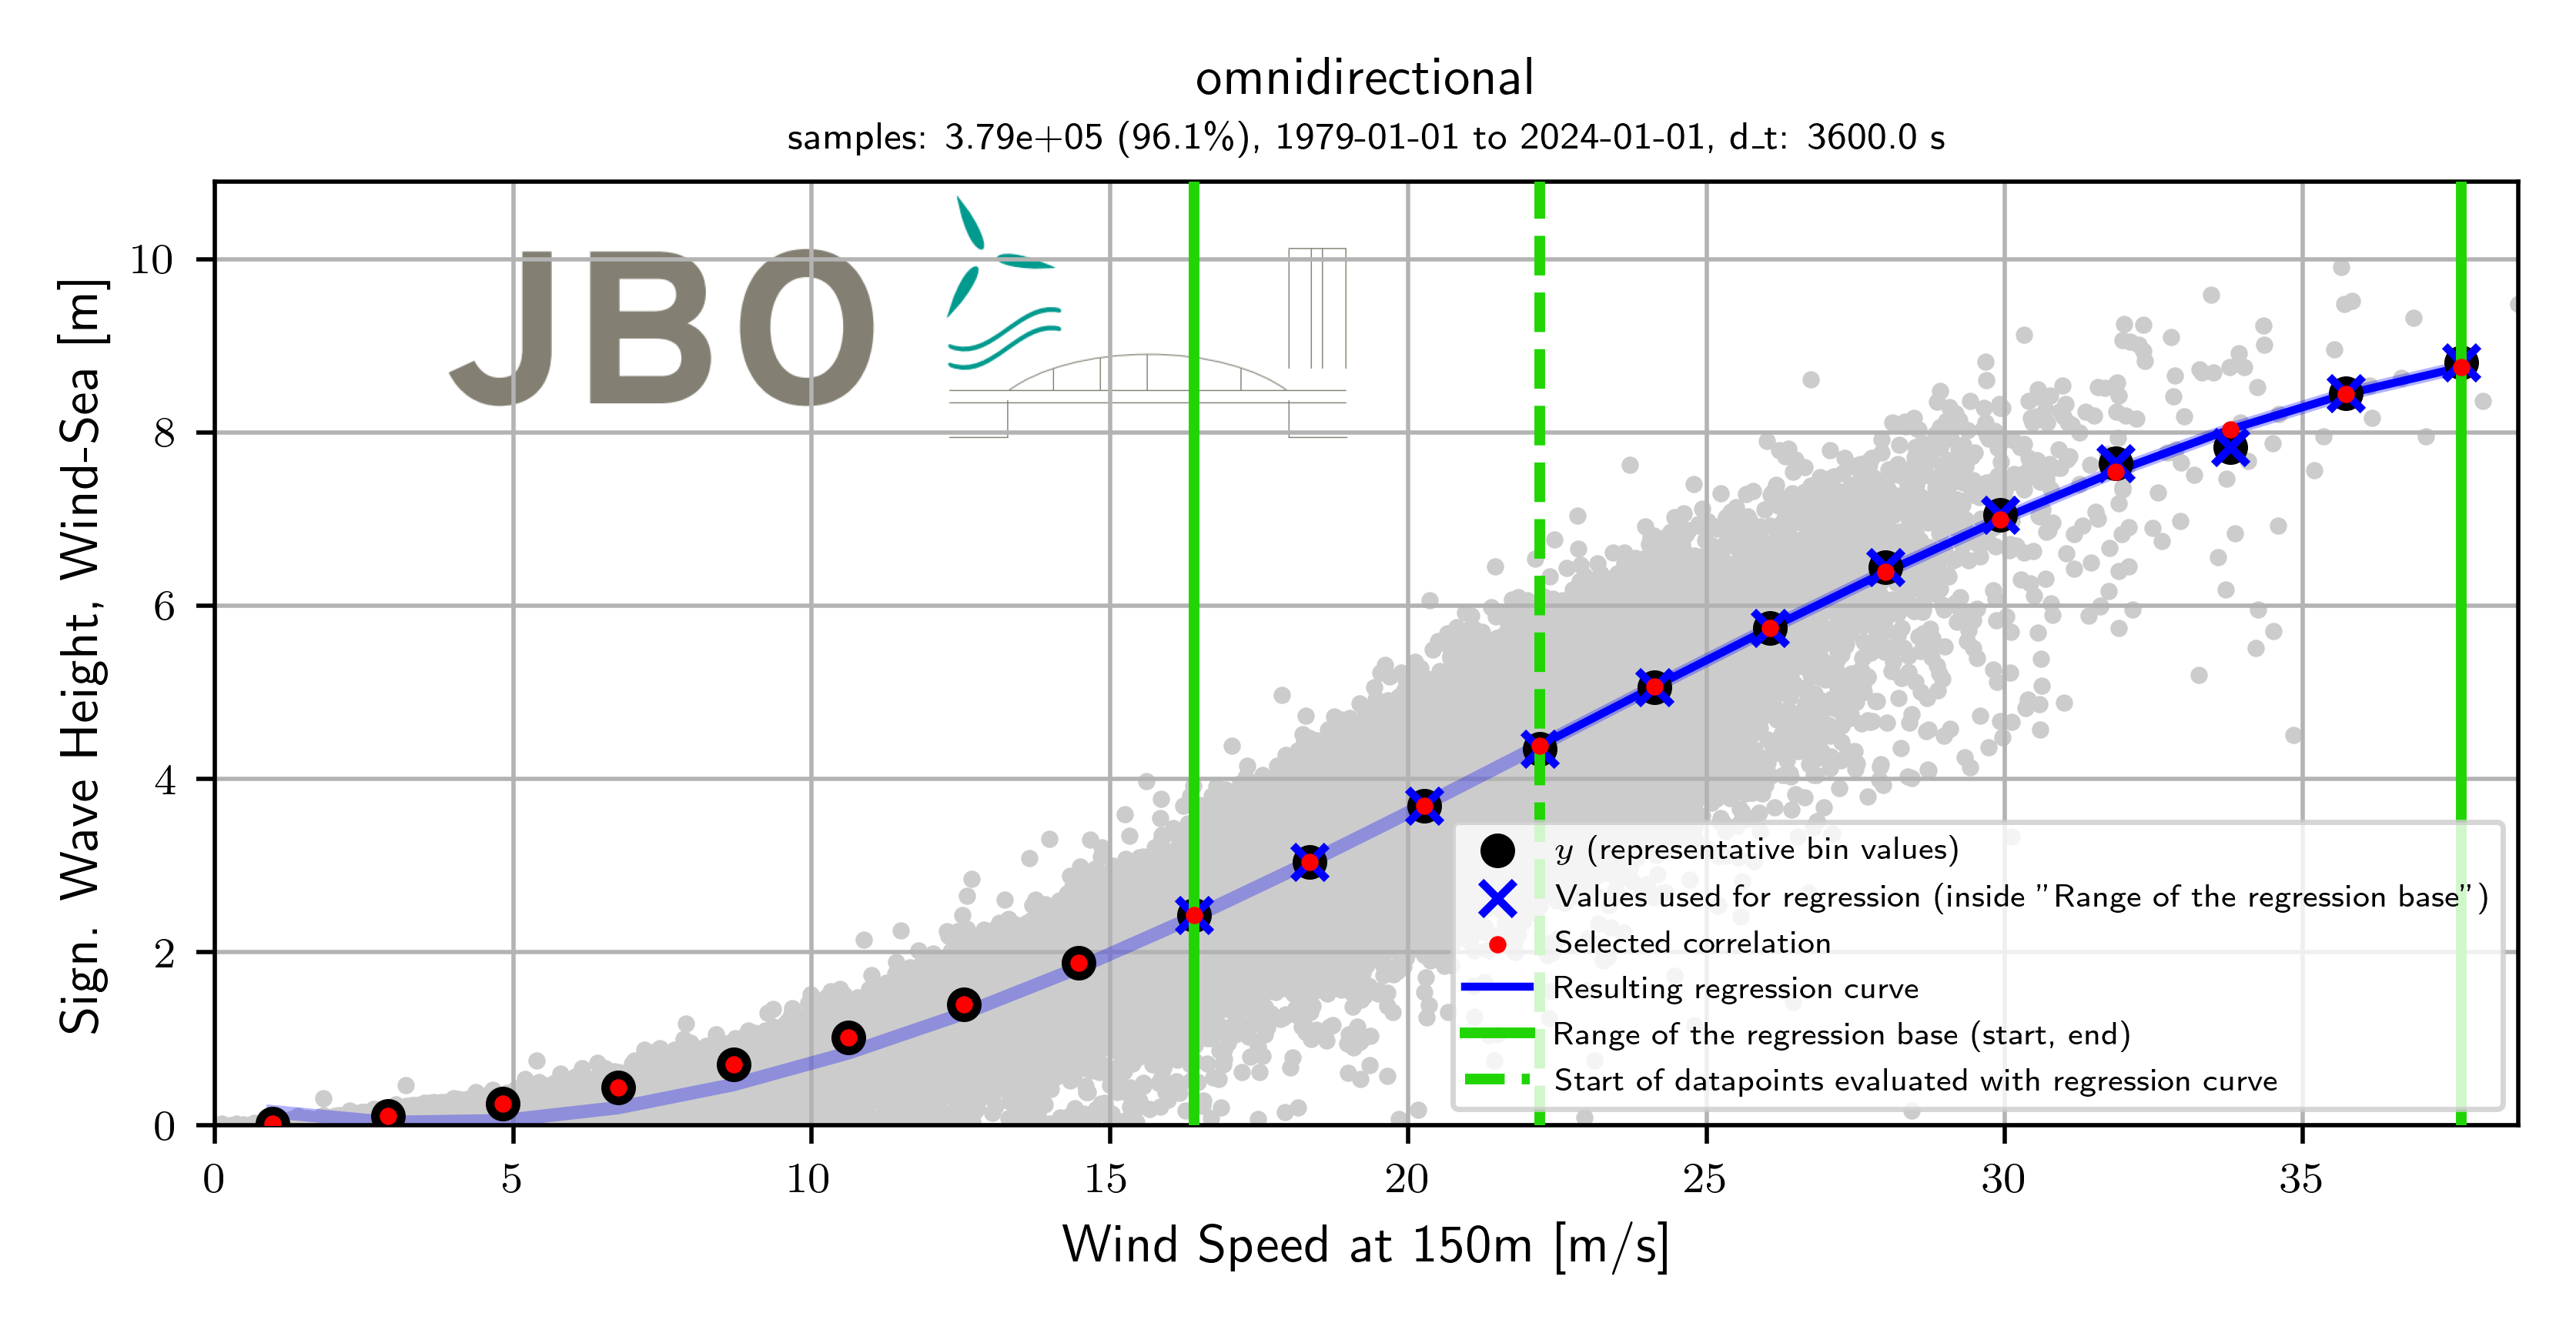 omnidirectional
samples: 3.79e+05 (96.1%), 1979-01-01 to 2024-01-01, d_t: 3600.0 s
JBO
Sign. Wave Height, Wind-Sea [m]
10
8
6
4
2
0
y (representative bin values)
Values used for regression (inside "Range of the regression base")
Selected correlation
Resulting regression curve
Range of the regression base (start, end)
Start of datapoints evaluated with regression curve
0 5 10 15 20 25 30 35
Wind Speed at 150m [m/s]